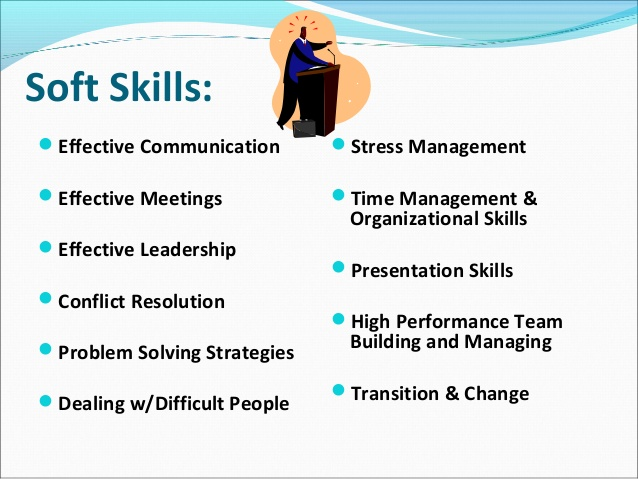 Soft Skills:
Effective Communication
Effective Meetings
Effective Leadership
Conflict Resolution
Problem Solving Strategies
Dealing w/Difficult People
Stress Management
Time Management &
Organizational Skills
Presentation Skills
High Performance Team
Building and Managing
Transition & Change